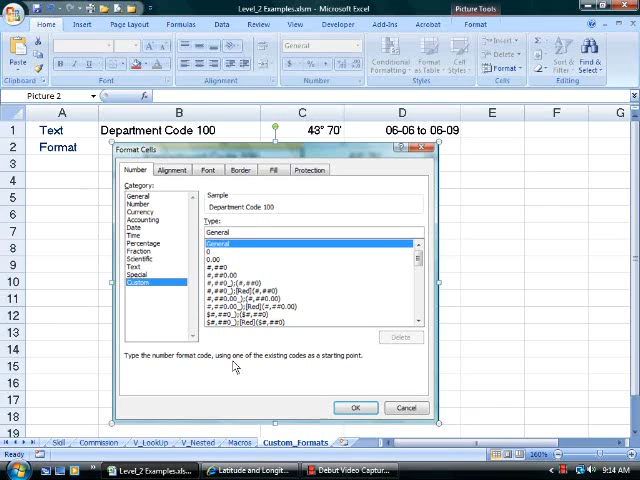 Level_2 Examples.xlsm - Microsoft Excel
Picture Tools
Home
Insert
Page Layout
Formulas
Data
Review
View
Developer
Add-Ins
Acrobat
Format
Paste
Clipboard
Font
Alignment
General
Number
Conditional Formatting
Format as Table
Cell Styles
Styles
Insert
Delete
Format
Cells
Sort & Filter
Find & Select
Editing
Picture 2
fx
A B C D E F G
1 Text Department Code 100 43° 70' 06-06 to 06-09
2 Format
3
4
5
6
7
8
9
10
11
12
13
14
15
16
17
18
19
Format Cells
Number Alignment Font Border Fill Protection
Category:
General
Number
Currency
Accounting
Date
Time
Percentage
Fraction
Scientific
Text
Special
Custom
Sample
Department Code 100
Type:
General
General
0
0.00
#,##0
#,##0.00
#,##0_);(#,##0)
#,##0_);[Red](#,##0)
#,##0.00_);(#,##0.00)
#,##0.00_);[Red](#,##0.00)
$#,##0_);($#,##0)
$#,##0_);[Red]($#,##0)
Delete
Type the number format code, using one of the existing codes as a starting point.
OK
Cancel
Skil Commission V_LookUp V_Nested Macros Custom_Formats
Ready
160%
Level_2 Examples.xls...
Latitude and Longit...
Debut Video Captur...
9:14 AM